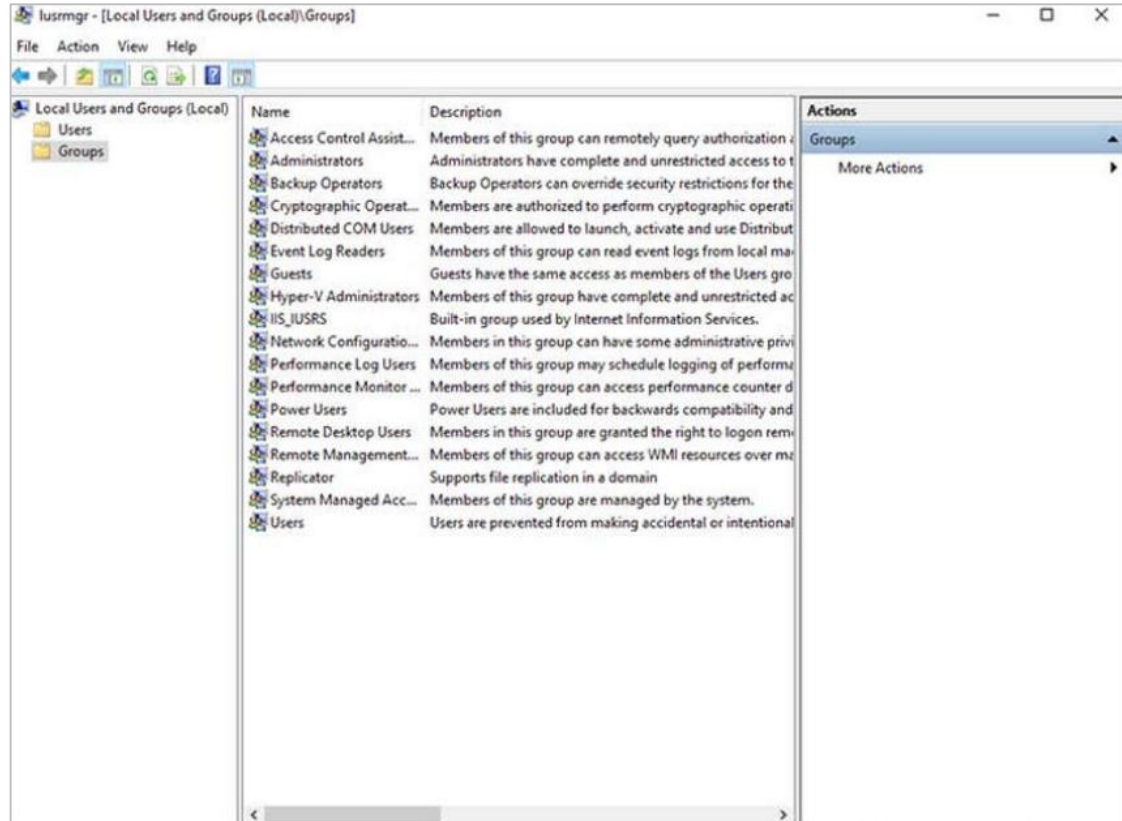 lusrmgr - [Local Users and Groups (Local)\Groups]
File Action View Help
Local Users and Groups (Local)
Users
Groups
Name Description
Access Control Assist... Members of this group can remotely query authorization a
Administrators Administrators have complete and unrestricted access to t
Backup Operators Backup Operators can override security restrictions for the
Cryptographic Operat... Members are authorized to perform cryptographic operati
Distributed COM Users Members are allowed to launch, activate and use Distribut
Event Log Readers Members of this group can read event logs from local ma
Guests Guests have the same access as members of the Users gro
Hyper-V Administrators Members of this group have complete and unrestricted ac
IIS_IUSRS Built-in group used by Internet Information Services.
Network Configuratio... Members in this group can have some administrative privi
Performance Log Users Members of this group may schedule logging of performa
Performance Monitor ... Members of this group can access performance counter d
Power Users Power Users are included for backwards compatibility and
Remote Desktop Users Members in this group are granted the right to logon rem
Remote Management... Members of this group can access WMI resources over ma
Replicator Supports file replication in a domain
System Managed Acc... Members of this group are managed by the system.
Users Users are prevented from making accidental or intentional
Actions
Groups
More Actions